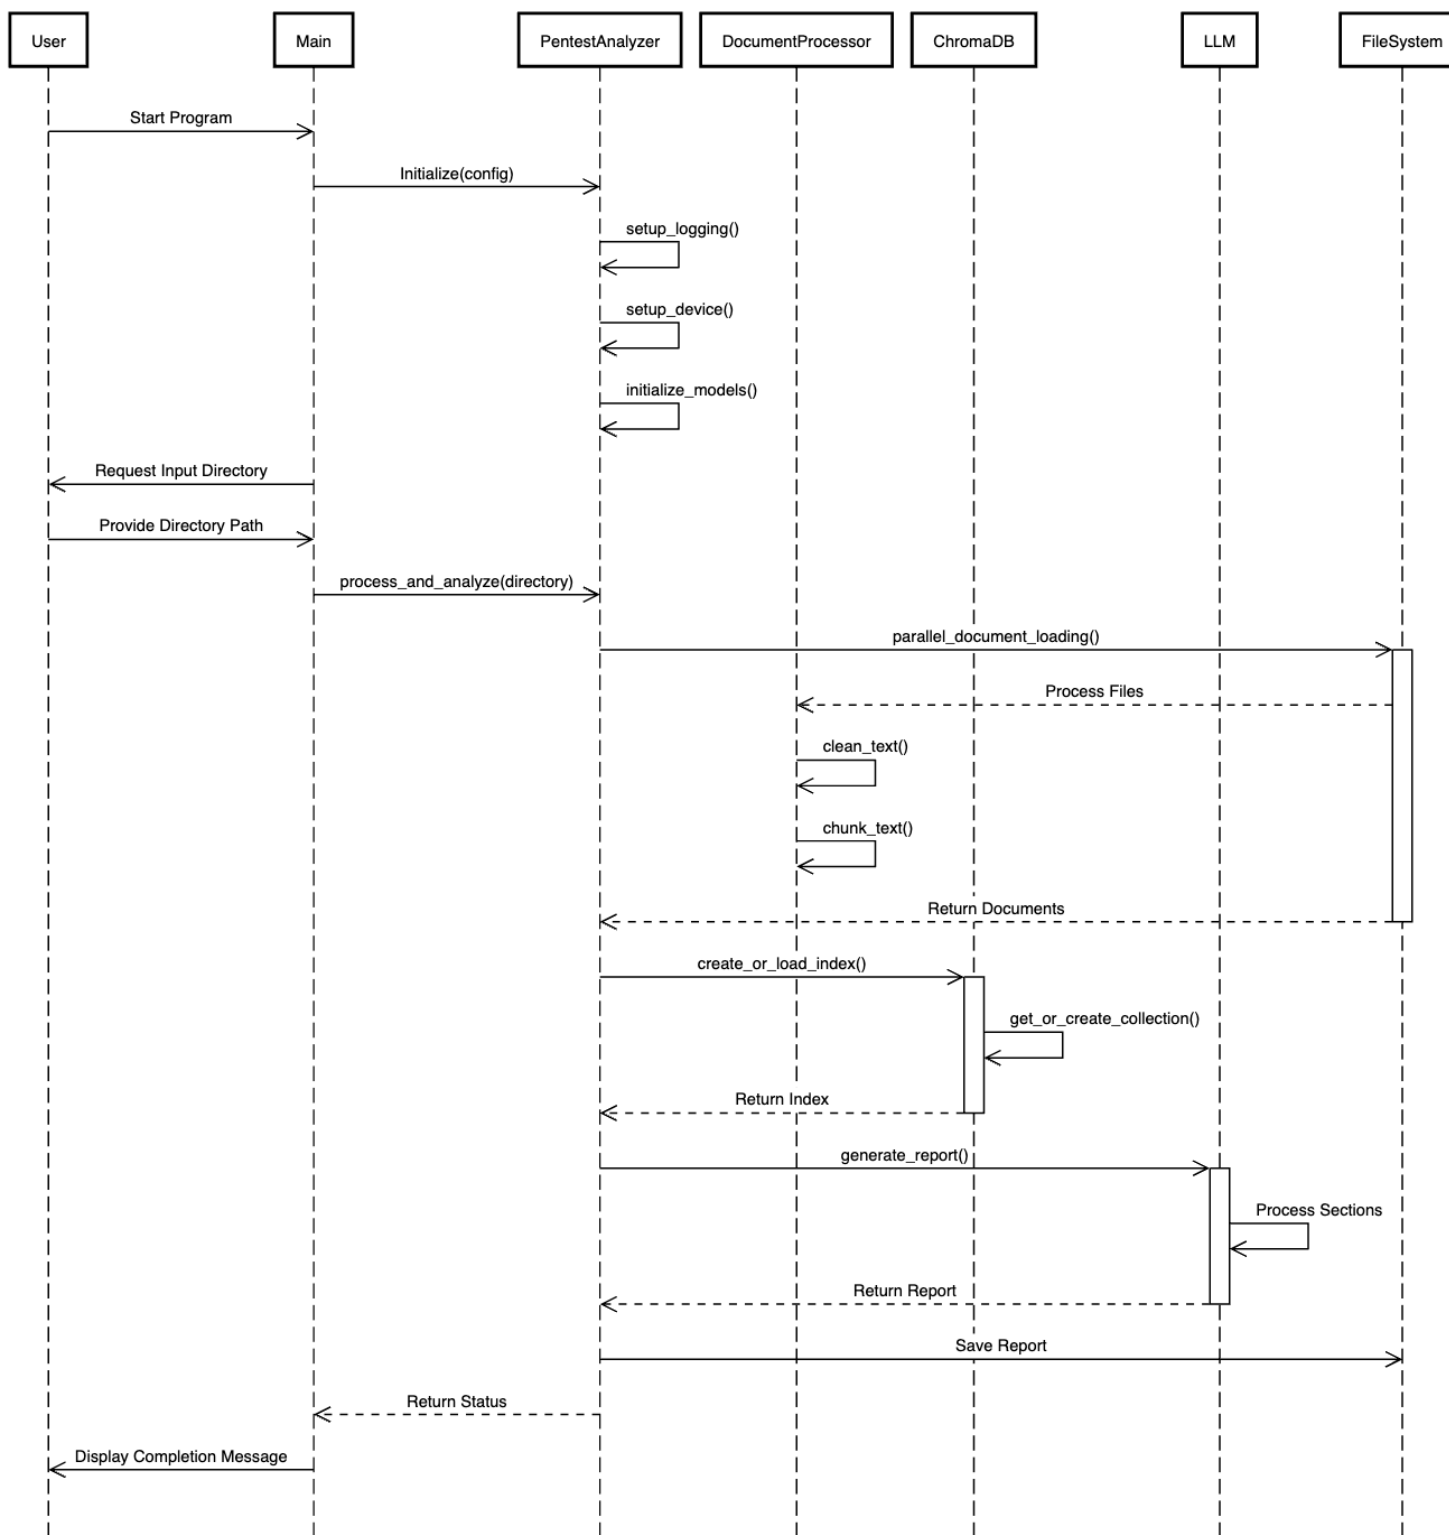 User
Main
PentestAnalyzer
DocumentProcessor
ChromaDB
LLM
FileSystem
Start Program
Initialize(config)
setup_logging()
setup_device()
initialize_models()
Request Input Directory
Provide Directory Path
process_and_analyze(directory)
parallel_document_loading()
Process Files
clean_text()
chunk_text()
Return Documents
create_or_load_index()
get_or_create_collection()
Return Index
generate_report()
Process Sections
Return Report
Save Report
Return Status
Display Completion Message